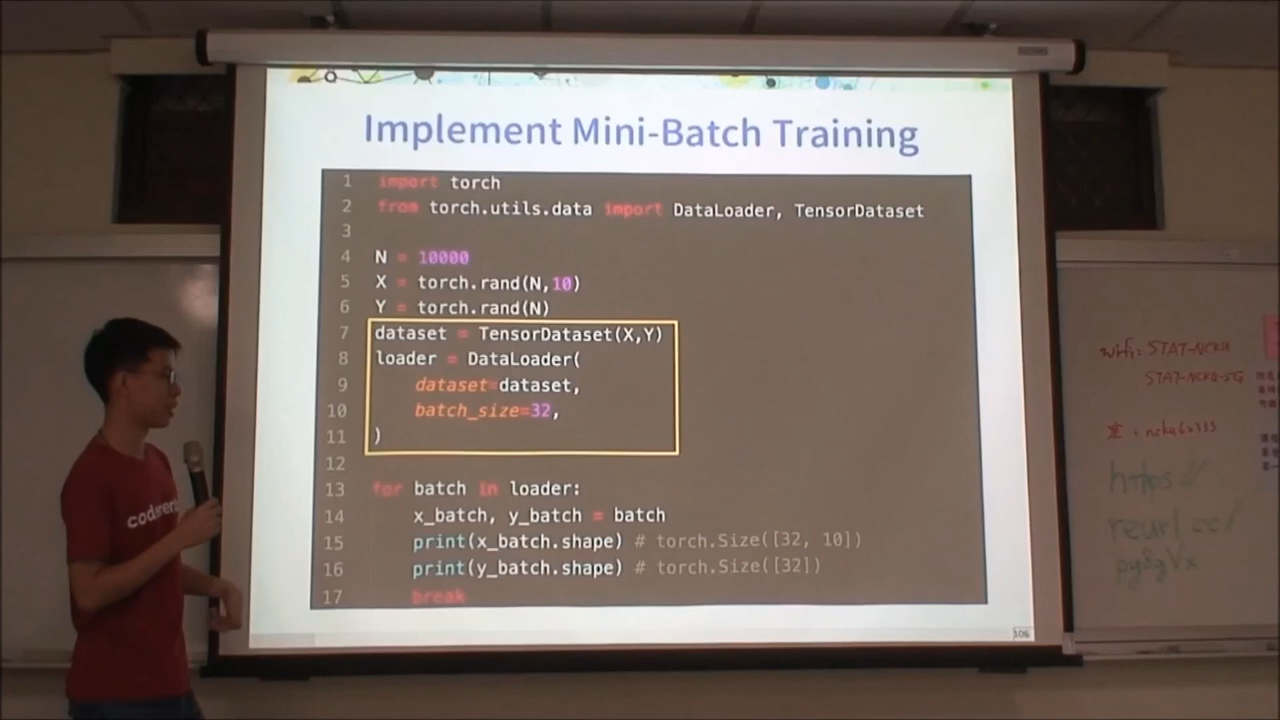 Implement Mini-Batch Training
1 import torch
2 from torch.utils.data import DataLoader, TensorDataset
3
4 N = 10000
5 X = torch.rand(N,10)
6 Y = torch.rand(N)
7 dataset = TensorDataset(X,Y)
8 loader = DataLoader(
9 dataset=dataset,
10 batch_size=32,
11 )
12
13 for batch in loader:
14 x_batch, y_batch = batch
15 print(x_batch.shape) # torch.Size([32, 10])
16 print(y_batch.shape) # torch.Size([32])
17 break
106
wifi: STAT-NCKU
STAT-NCKU-5G
https://
reurl.cc/